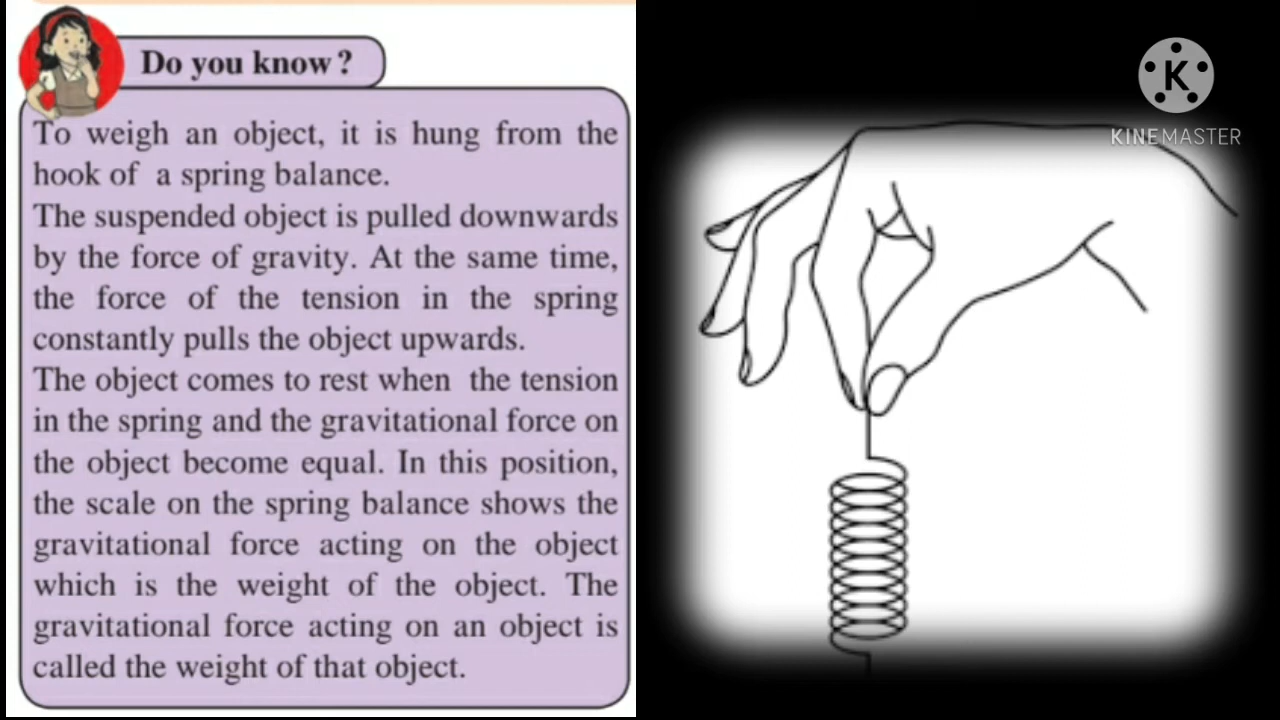 Do you know ?
To weigh an object, it is hung from the
hook of a spring balance.
The suspended object is pulled downwards
by the force of gravity. At the same time,
the force of the tension in the spring
constantly pulls the object upwards.
The object comes to rest when the tension
in the spring and the gravitational force on
the object become equal. In this position,
the scale on the spring balance shows the
gravitational force acting on the object
which is the weight of the object. The
gravitational force acting on an object is
called the weight of that object.
K
KINEMASTER